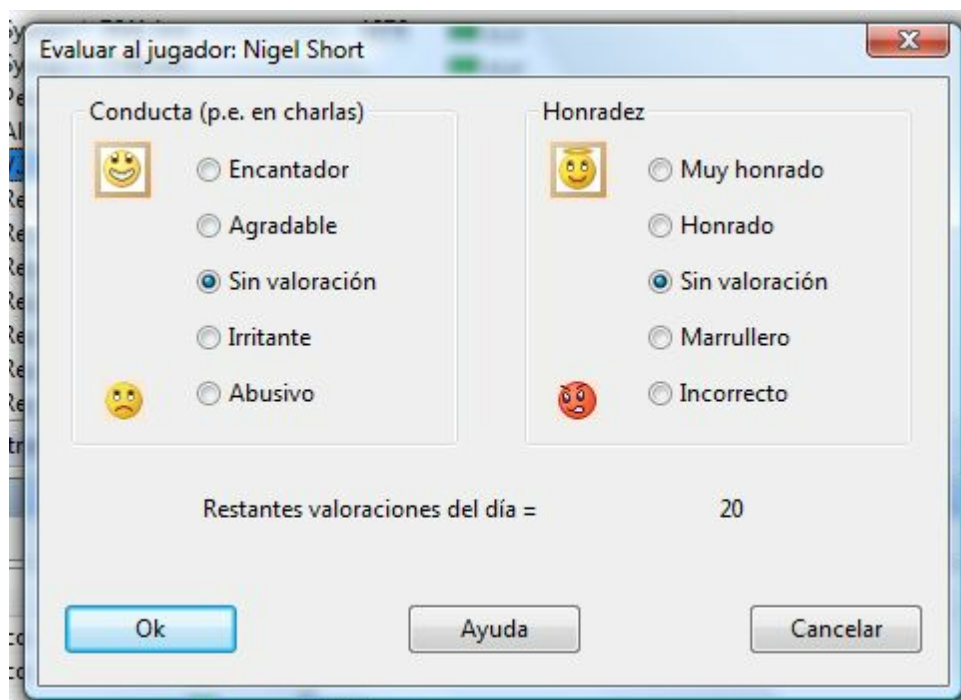 Evaluar al jugador: Nigel Short
Conducta (p.e. en charlas)
Encantador
Agradable
Sin valoración
Irritante
Abusivo
Honradez
Muy honrado
Honrado
Sin valoración
Marrullero
Incorrecto
Restantes valoraciones del día = 20
Ok
Ayuda
Cancelar